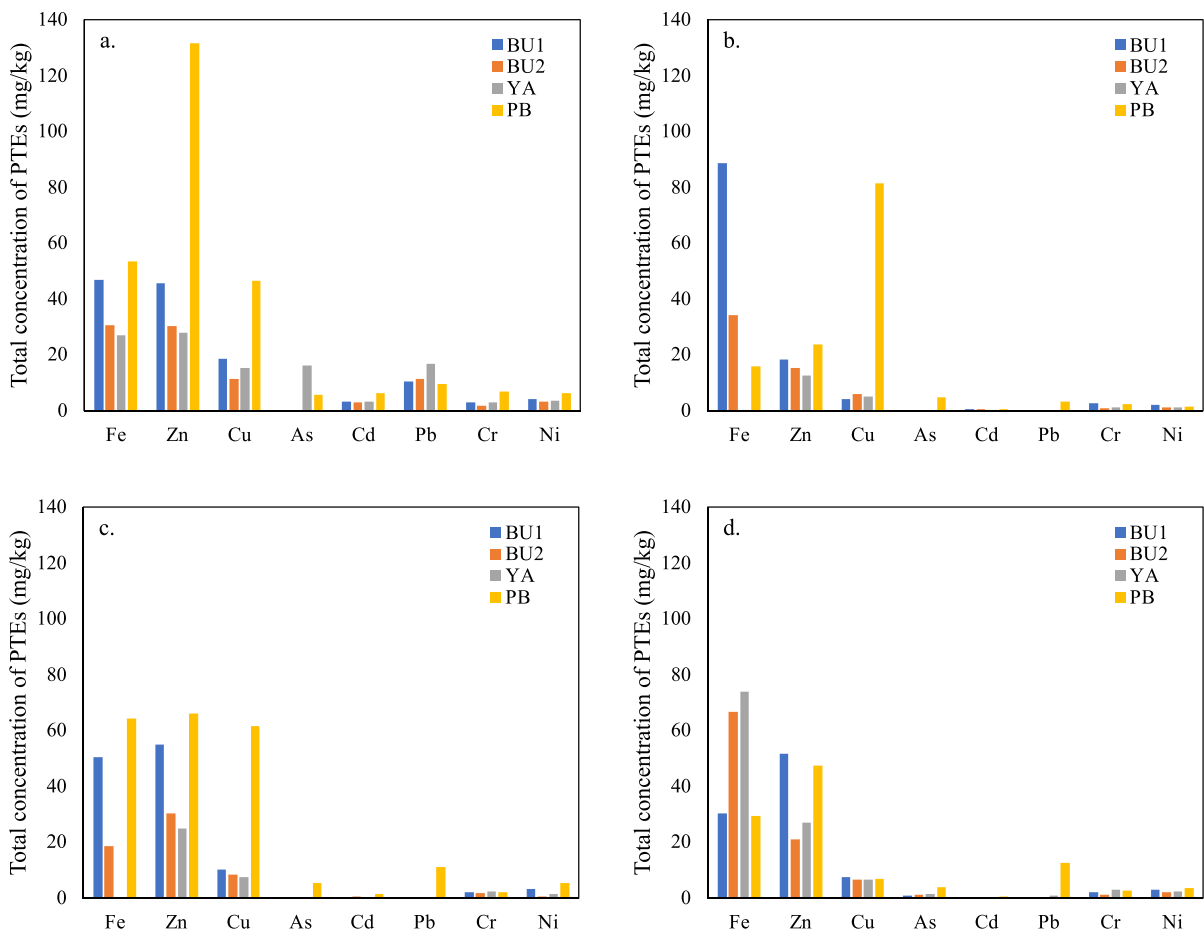 Total concentration of PTEs (mg/kg)
140
120
100
80
60
40
20
0
a.
BU1
BU2
YA
PB
Fe Zn Cu As Cd Pb Cr Ni
Total concentration of PTEs (mg/kg)
140
120
100
80
60
40
20
0
b.
BU1
BU2
YA
PB
Fe Zn Cu As Cd Pb Cr Ni
Total concentration of PTEs (mg/kg)
140
120
100
80
60
40
20
0
c.
BU1
BU2
YA
PB
Fe Zn Cu As Cd Pb Cr Ni
Total concentration of PTEs (mg/kg)
140
120
100
80
60
40
20
0
d.
BU1
BU2
YA
PB
Fe Zn Cu As Cd Pb Cr Ni